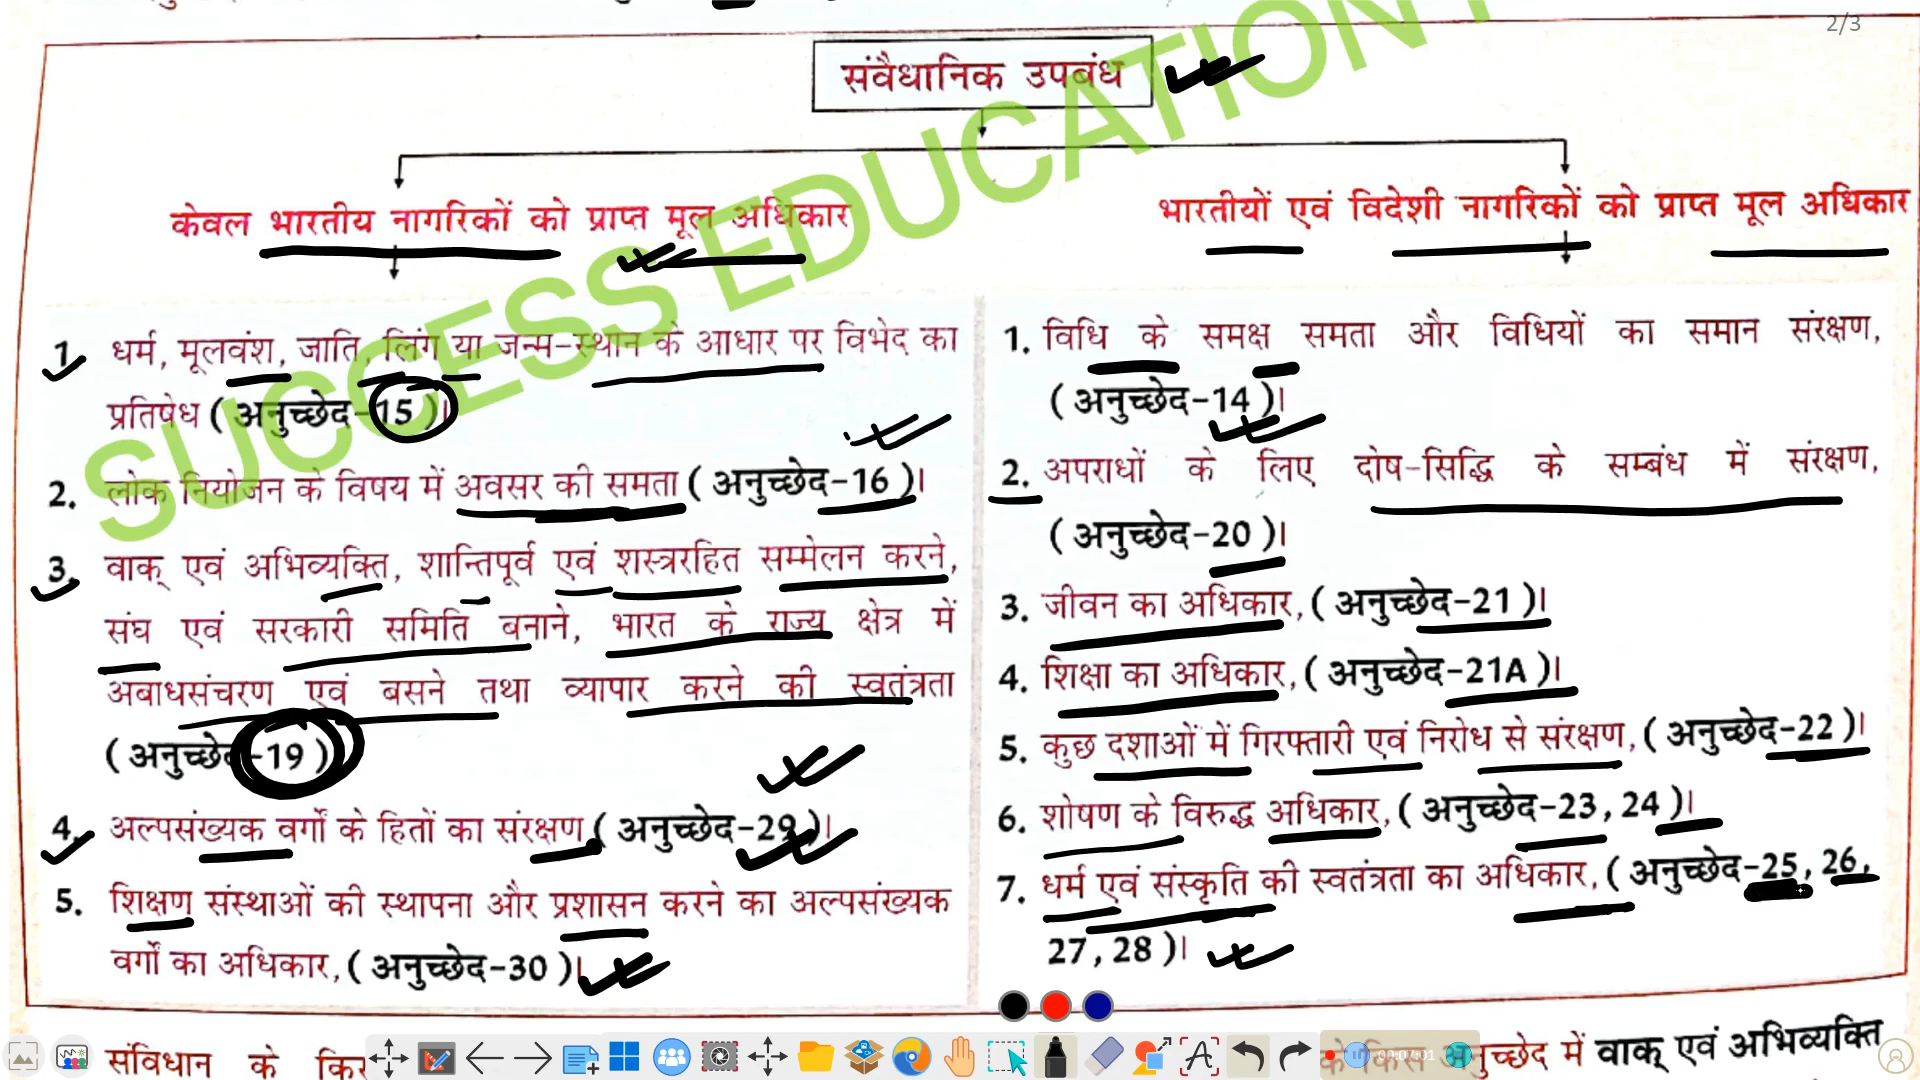 2/3
संवैधानिक उपबंध
केवल भारतीय नागरिकों को प्राप्त मूल अधिकार
भारतीयों एवं विदेशी नागरिकों को प्राप्त मूल अधिकार
SUCCESS EDUCATION
1. धर्म, मूलवंश, जाति, लिंग या जन्म-स्थान के आधार पर विभेद का
प्रतिषेध (अनुच्छेद-15)।
2. लोक नियोजन के विषय में अवसर की समता (अनुच्छेद-16)।
3. वाक् एवं अभिव्यक्ति, शान्तिपूर्व एवं शस्त्ररहित सम्मेलन करने,
संघ एवं सरकारी समिति बनाने, भारत के राज्य क्षेत्र में
अबाधसंचरण एवं बसने तथा व्यापार करने की स्वतंत्रता
(अनुच्छेद-19)
4. अल्पसंख्यक वर्गों के हितों का संरक्षण (अनुच्छेद-29)।
5. शिक्षण संस्थाओं की स्थापना और प्रशासन करने का अल्पसंख्यक
वर्गों का अधिकार, (अनुच्छेद-30)।
1. विधि के समक्ष समता और विधियों का समान संरक्षण,
(अनुच्छेद-14)।
2. अपराधों के लिए दोष-सिद्धि के सम्बंध में संरक्षण,
(अनुच्छेद-20)।
3. जीवन का अधिकार, (अनुच्छेद-21)।
4. शिक्षा का अधिकार, (अनुच्छेद-21A)।
5. कुछ दशाओं में गिरफ्तारी एवं निरोध से संरक्षण, (अनुच्छेद-22)।
6. शोषण के विरुद्ध अधिकार, (अनुच्छेद-23, 24)।
7. धर्म एवं संस्कृति की स्वतंत्रता का अधिकार, (अनुच्छेद-25, 26,
27, 28)।
संविधान के
अनुच्छेद में वाक् एवं अभिव्यक्ति